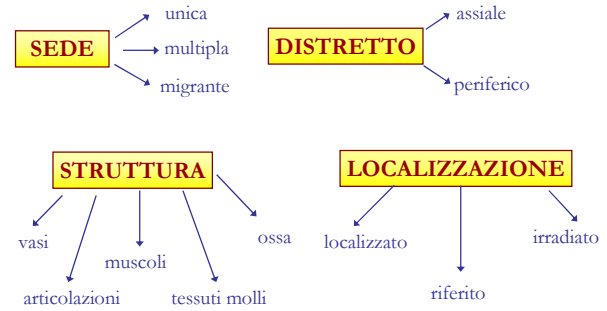 SEDE
unica
multipla
migrante
DISTRETTO
assiale
periferico
STRUTTURA
vasi
articolazioni
muscoli
tessuti molli
ossa
LOCALIZZAZIONE
localizzato
riferito
irradiato